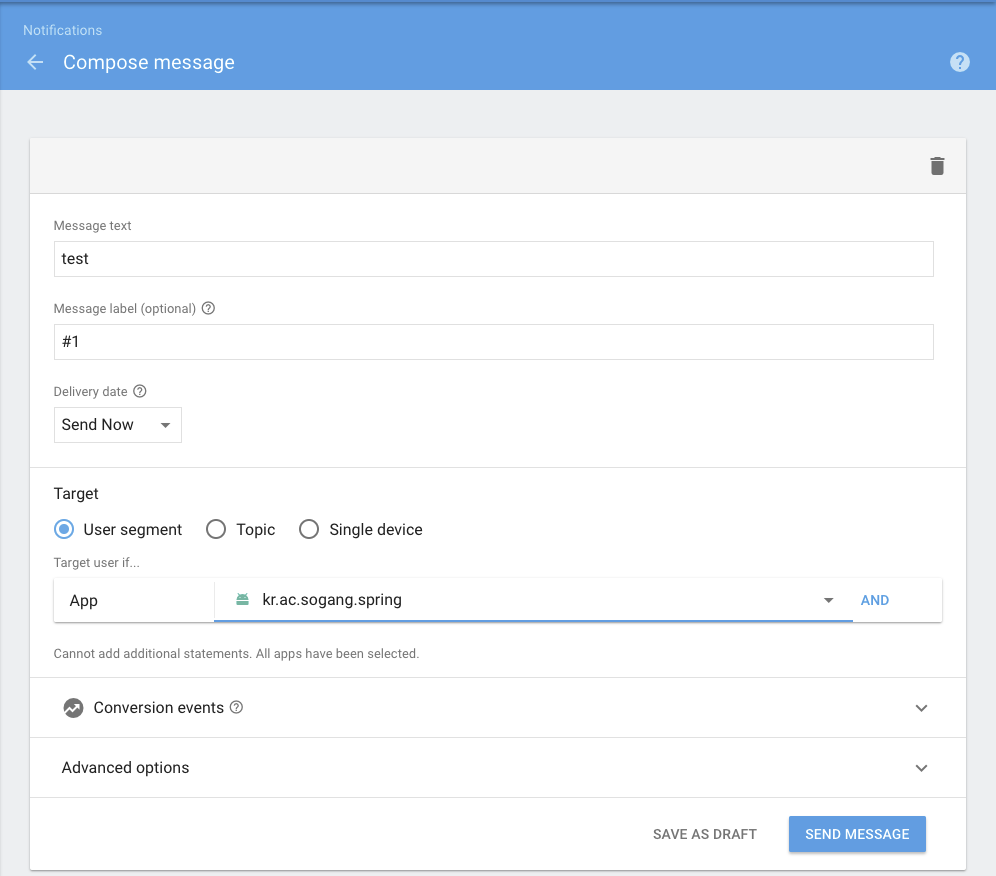 Notifications
Compose message
?
Message text
test
Message label (optional) ?
#1
Delivery date ?
Send Now
Target
User segment Topic Single device
Target user if...
App kr.ac.sogang.spring AND
Cannot add additional statements. All apps have been selected.
Conversion events ?
Advanced options
SAVE AS DRAFT SEND MESSAGE